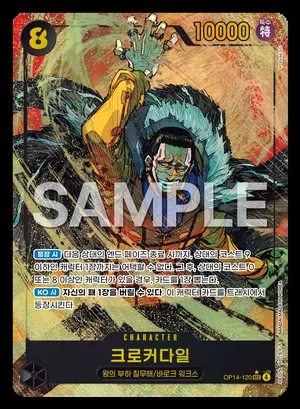 8
10000
특수
特
SAMPLE
등장 시 다음 상대의 엔드 페이즈 종료 시까지, 상대의 코스트 9
이하인 캐릭터 1장까지는 어택할 수 없다. 그 후, 상대의 코스트 0
또는 8 이상인 캐릭터가 있을 경우, 카드를 1장 뽑는다.
KO 시 자신의 패 1장을 버릴 수 있다: 이 캐릭터 카드를 트래시에서
등장시킨다.
CHARACTER
크로커다일
왕의 부하 칠무해/바로크 워크스
OP14-120
4